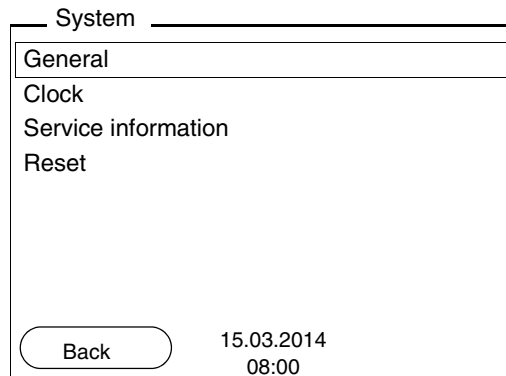 System
General
Clock
Service information
Reset
Back
15.03.2014
08:00